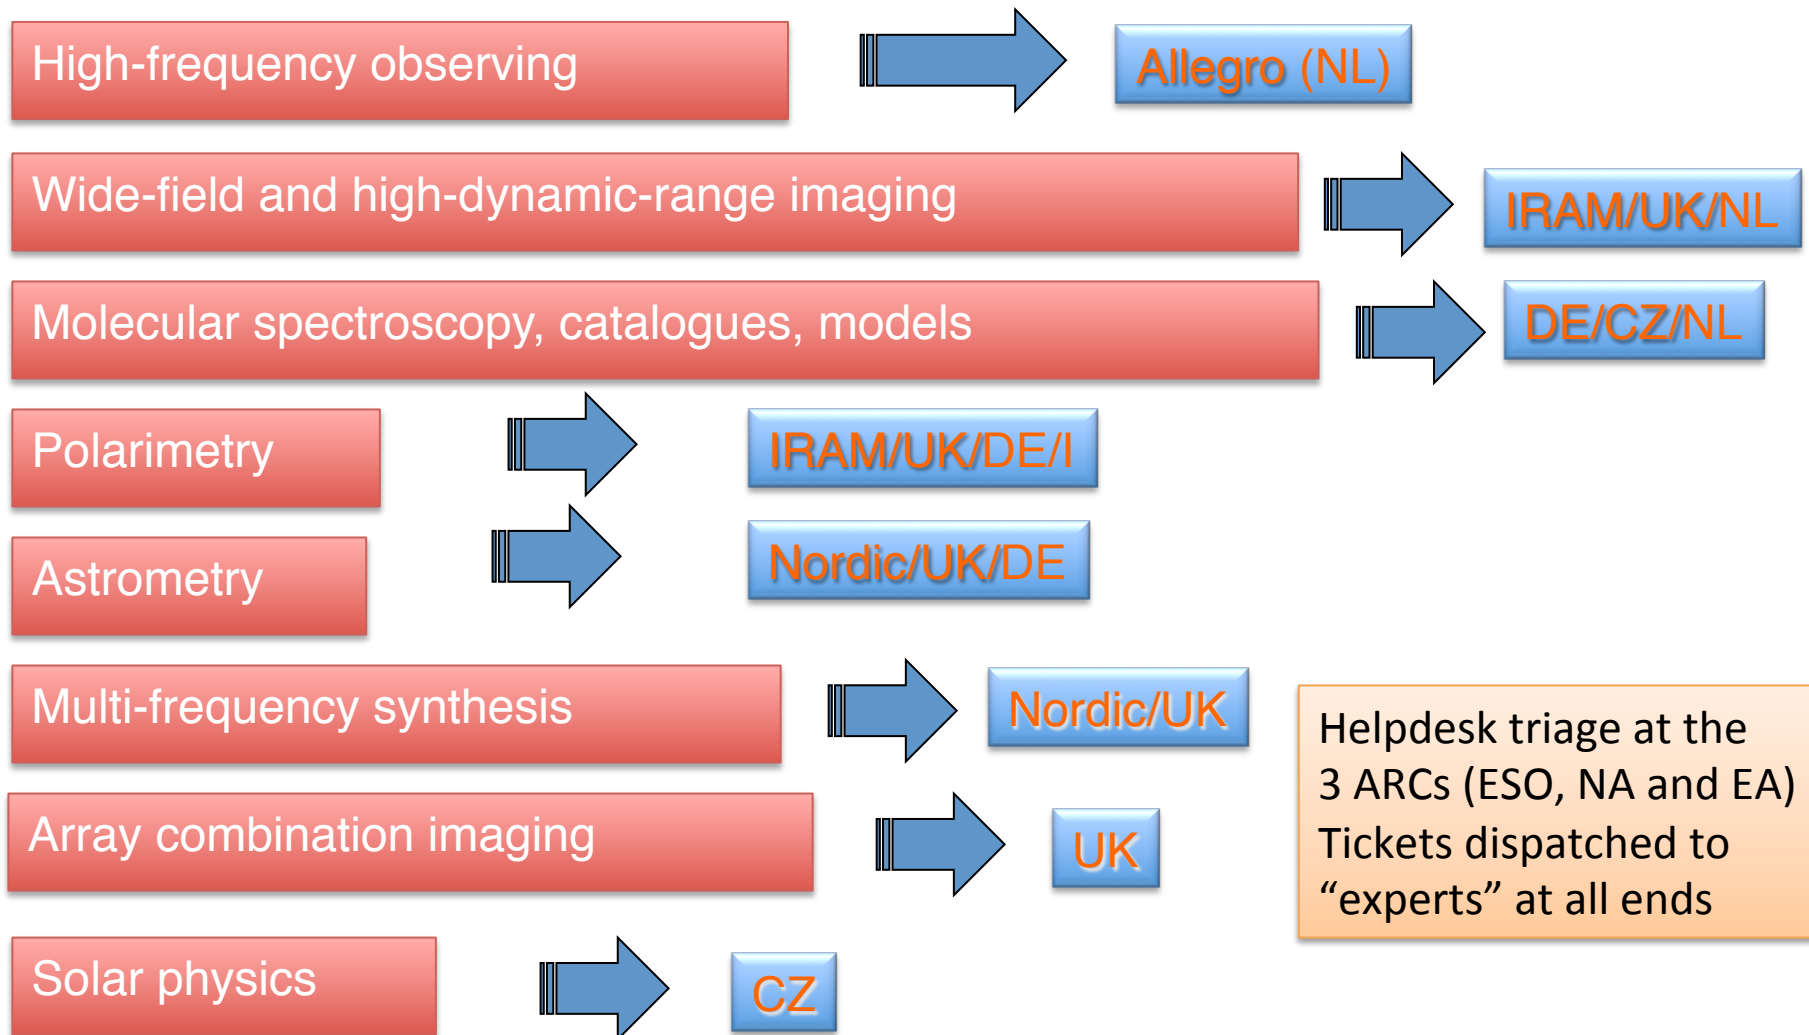 High-frequency observing
Allegro (NL)
Wide-field and high-dynamic-range imaging
IRAM/UK/NL
Molecular spectroscopy, catalogues, models
DE/CZ/NL
Polarimetry
IRAM/UK/DE/I
Astrometry
Nordic/UK/DE
Multi-frequency synthesis
Nordic/UK
Array combination imaging
UK
Solar physics
CZ
Helpdesk triage at the
3 ARCs (ESO, NA and EA)
Tickets dispatched to
“experts” at all ends